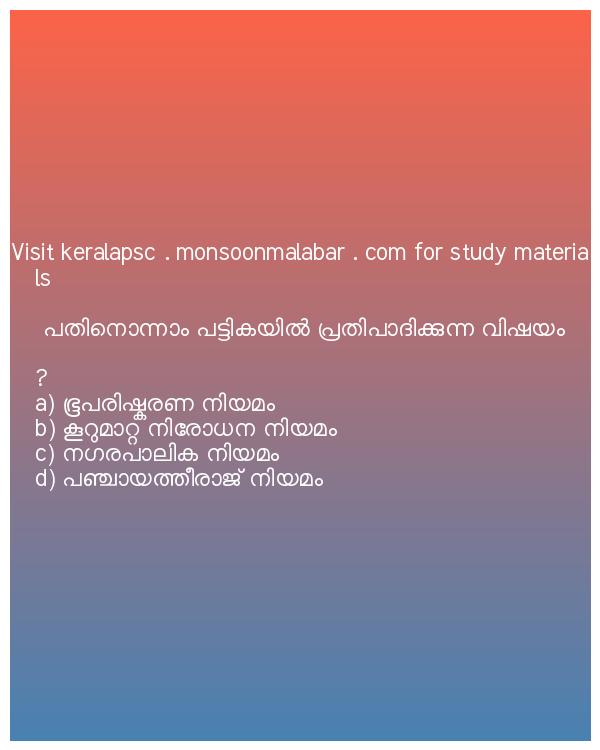 Visit keralapsc . monsoonmalabar . com for study materia
ls
പതിനൊന്നാം പട്ടികയിൽ പ്രതിപാദിക്കുന്ന വിഷയം
?
a) ഭൂപരിഷ്കരണ നിയമം
b) കൂറുമാറ്റ നിരോധന നിയമം
c) നഗരപാലിക നിയമം
d) പഞ്ചായത്തീരാജ് നിയമം